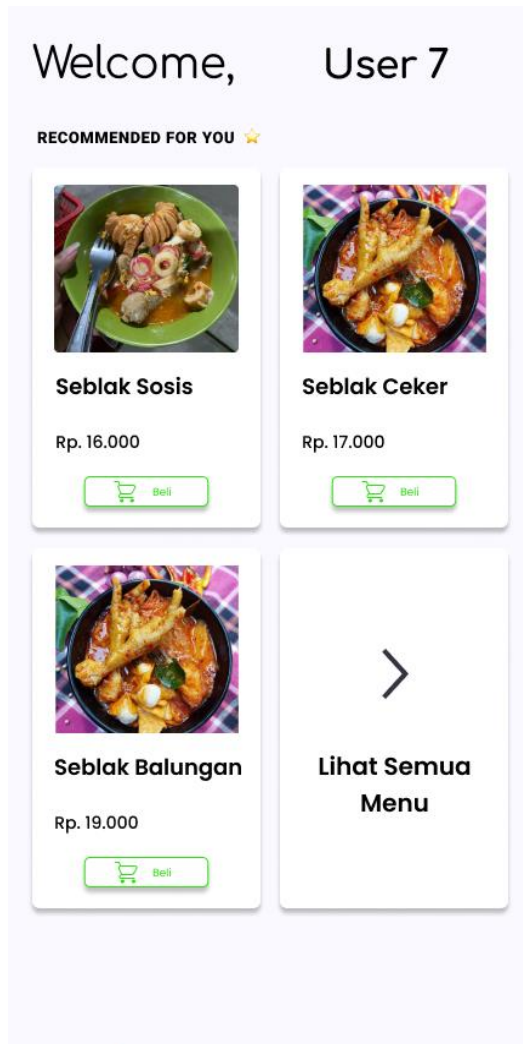 Welcome, User 7
RECOMMENDED FOR YOU ⭐
Seblak Sosis
Rp. 16.000
Beli
Seblak Ceker
Rp. 17.000
Beli
Seblak Balungan
Rp. 19.000
Beli
Lihat Semua
Menu